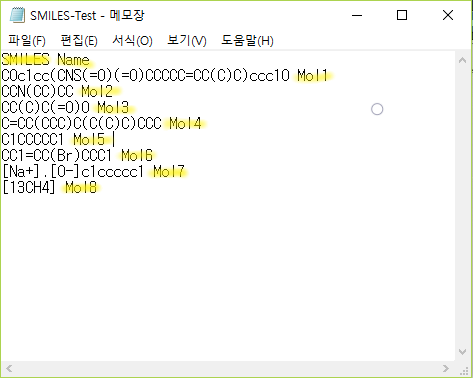 SMILES-Test - 메모장
파일(F) 편집(E) 서식(O) 보기(V) 도움말(H)
SMILES Name
COc1cc(CNS(=O)(=O)CCCCC=CC(C)C)ccc1O Mol1
CCN(CC)CC Mol2
CC(C)C(=O)O Mol3
C=CC(CCC)C(C(C)C)CCC Mol4
C1CCCCC1 Mol5
CC1=CC(Br)CCC1 Mol6
[Na+].[O-]c1ccccc1 Mol7
[13CH4] Mol8